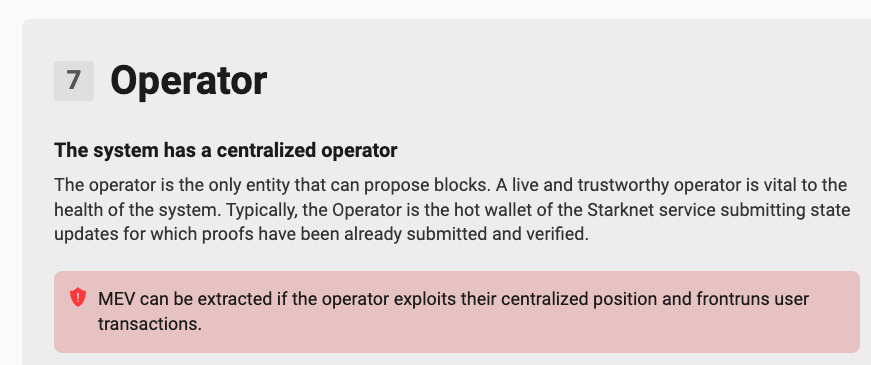 7 Operator
The system has a centralized operator
The operator is the only entity that can propose blocks. A live and trustworthy operator is vital to the
health of the system. Typically, the Operator is the hot wallet of the Starknet service submitting state
updates for which proofs have been already submitted and verified.
MEV can be extracted if the operator exploits their centralized position and frontruns user
transactions.